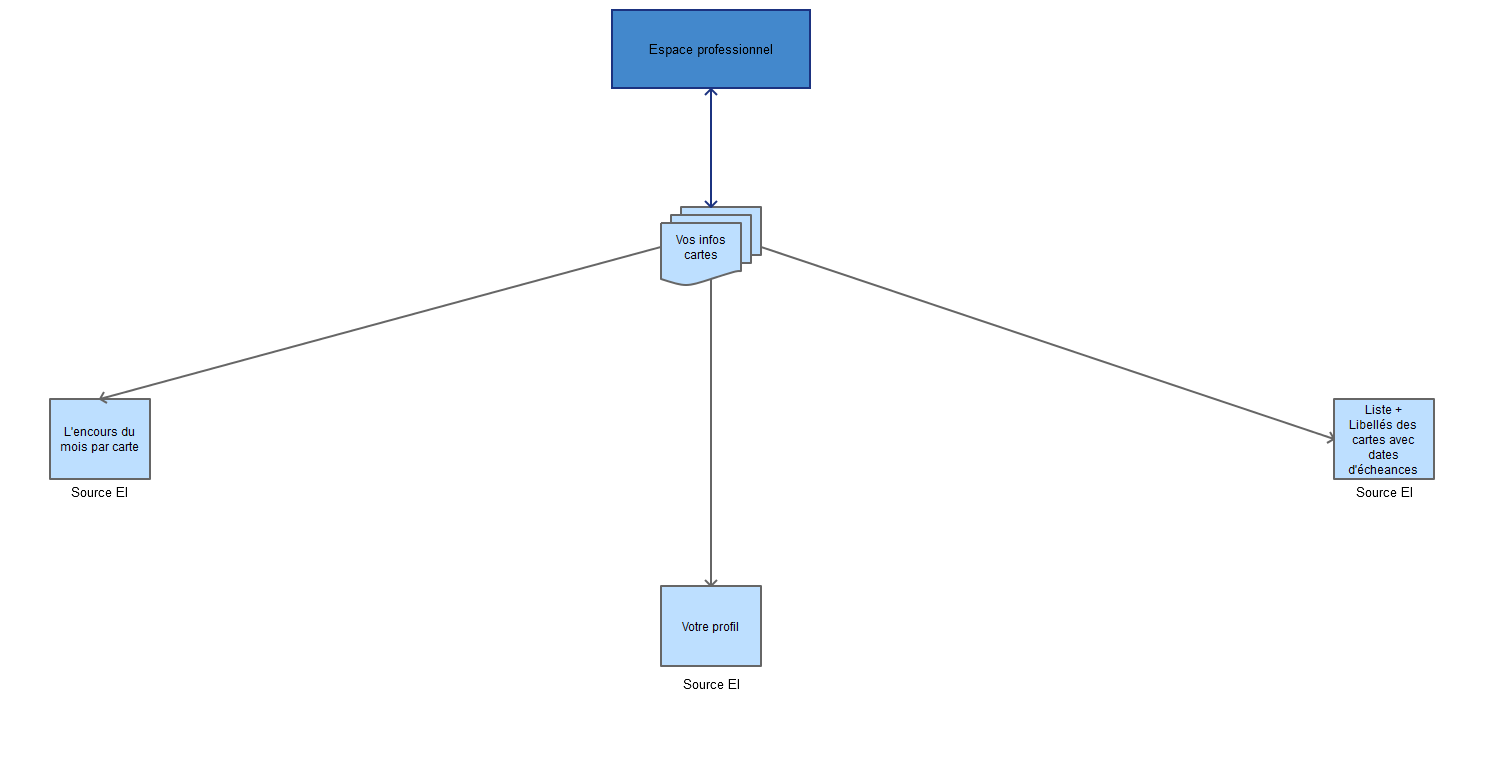 Espace professionnel
Vos infos
cartes
L'encours du
mois par carte
Source EI
Liste +
Libellés des
cartes avec
dates
d'écheances
Source EI
Votre profil
Source EI